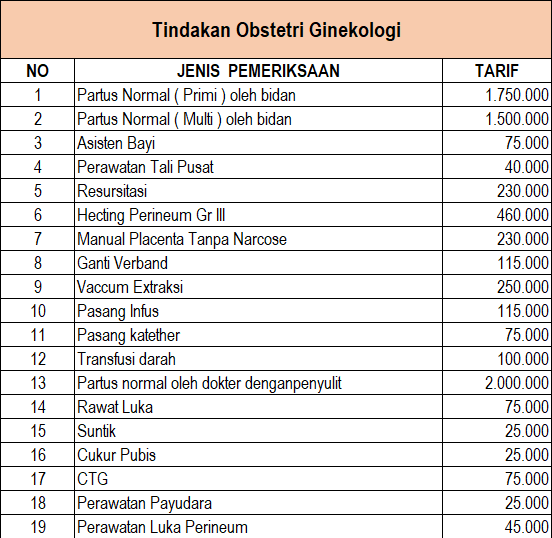 Tindakan Obstetri Ginekologi
NO JENIS PEMERIKSAAN TARIF
1 Partus Normal ( Primi ) oleh bidan 1.750.000
2 Partus Normal ( Multi ) oleh bidan 1.500.000
3 Asisten Bayi 75.000
4 Perawatan Tali Pusat 40.000
5 Resursitasi 230.000
6 Hecting Perineum Gr III 460.000
7 Manual Placenta Tanpa Narcose 230.000
8 Ganti Verband 115.000
9 Vaccum Extraksi 250.000
10 Pasang Infus 115.000
11 Pasang katether 75.000
12 Transfusi darah 100.000
13 Partus normal oleh dokter denganpenyulit 2.000.000
14 Rawat Luka 75.000
15 Suntik 25.000
16 Cukur Pubis 25.000
17 CTG 75.000
18 Perawatan Payudara 25.000
19 Perawatan Luka Perineum 45.000